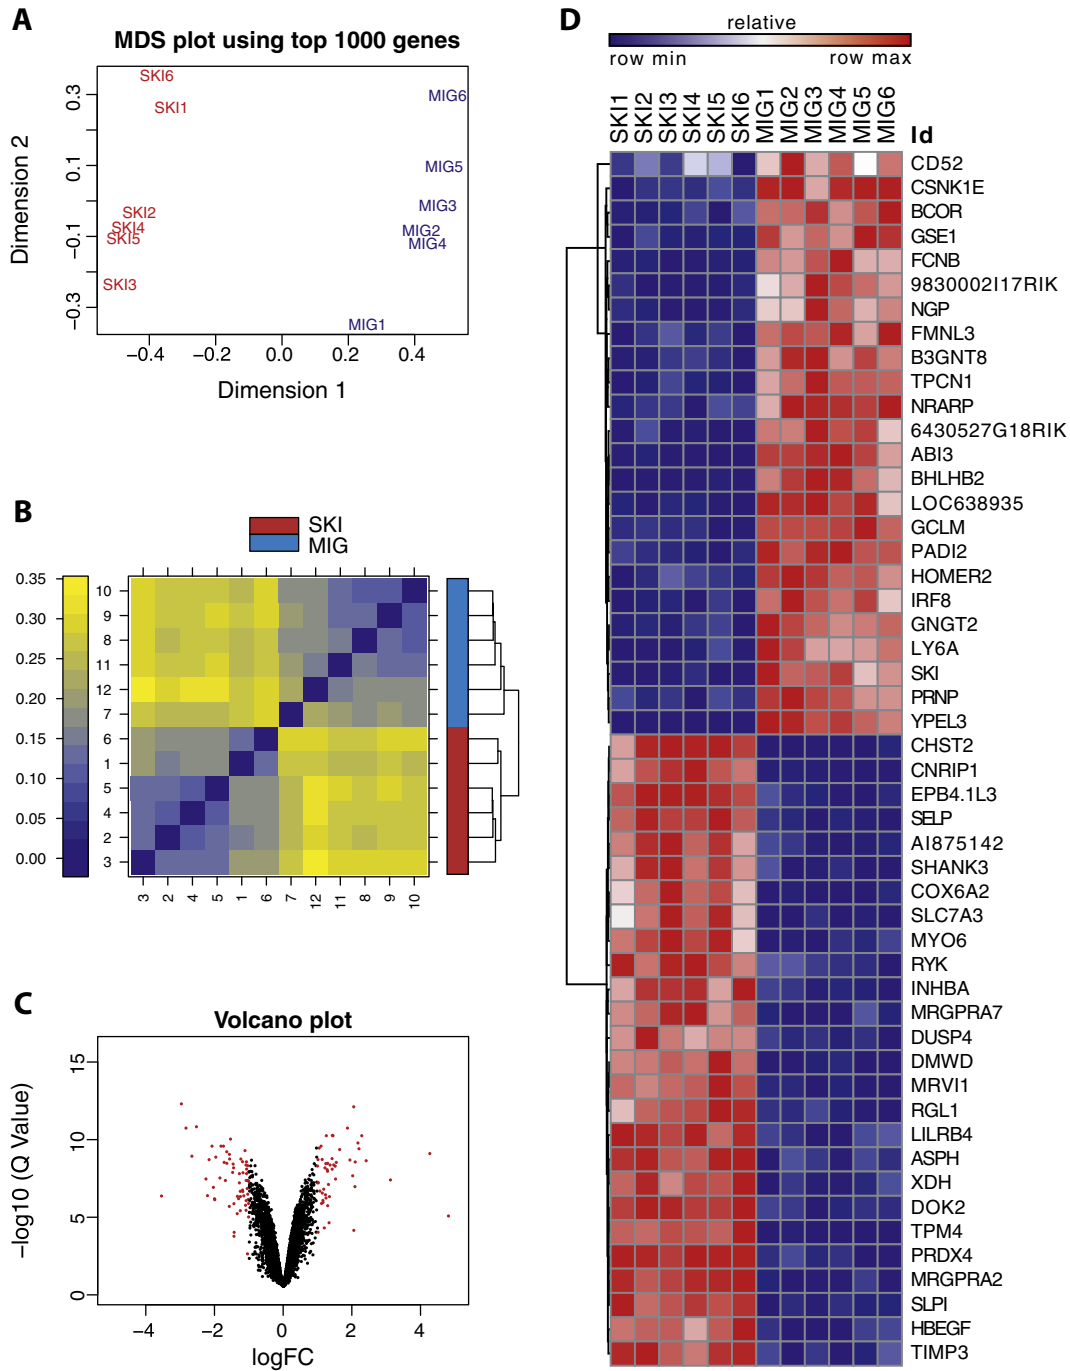 A
MDS plot using top 1000 genes
Dimension 2
0.3
0.1
−0.1
−0.3
SKI6
SKI1
SKI2
SKI4
SKI5
SKI3
MIG6
MIG5
MIG3
MIG2
MIG4
MIG1
−0.4 −0.2 0.0 0.2 0.4
Dimension 1
B
SKI
MIG
0.35
0.30
0.25
0.20
0.15
0.10
0.05
0.00
10
9
8
11
12
7
6
1
5
4
2
3
3 2 4 5 1 6 7 12 11 8 9 10
C
Volcano plot
−log10 (Q Value)
15
10
5
0
−4 −2 0 2 4
logFC
D
relative
row min row max
SKI1 SKI2 SKI3 SKI4 SKI5 SKI6 MIG1 MIG2 MIG3 MIG4 MIG5 MIG6
Id
CD52
CSNK1E
BCOR
GSE1
FCNB
9830002I17RIK
NGP
FMNL3
B3GNT8
TPCN1
NRARP
6430527G18RIK
ABI3
BHLHB2
LOC638935
GCLM
PADI2
HOMER2
IRF8
GNGT2
LY6A
SKI
PRNP
YPEL3
CHST2
CNRIP1
EPB4.1L3
SELP
AI875142
SHANK3
COX6A2
SLC7A3
MYO6
RYK
INHBA
MRGPRA7
DUSP4
DMWD
MRVI1
RGL1
LILRB4
ASPH
XDH
DOK2
TPM4
PRDX4
MRGPRA2
SLPI
HBEGF
TIMP3